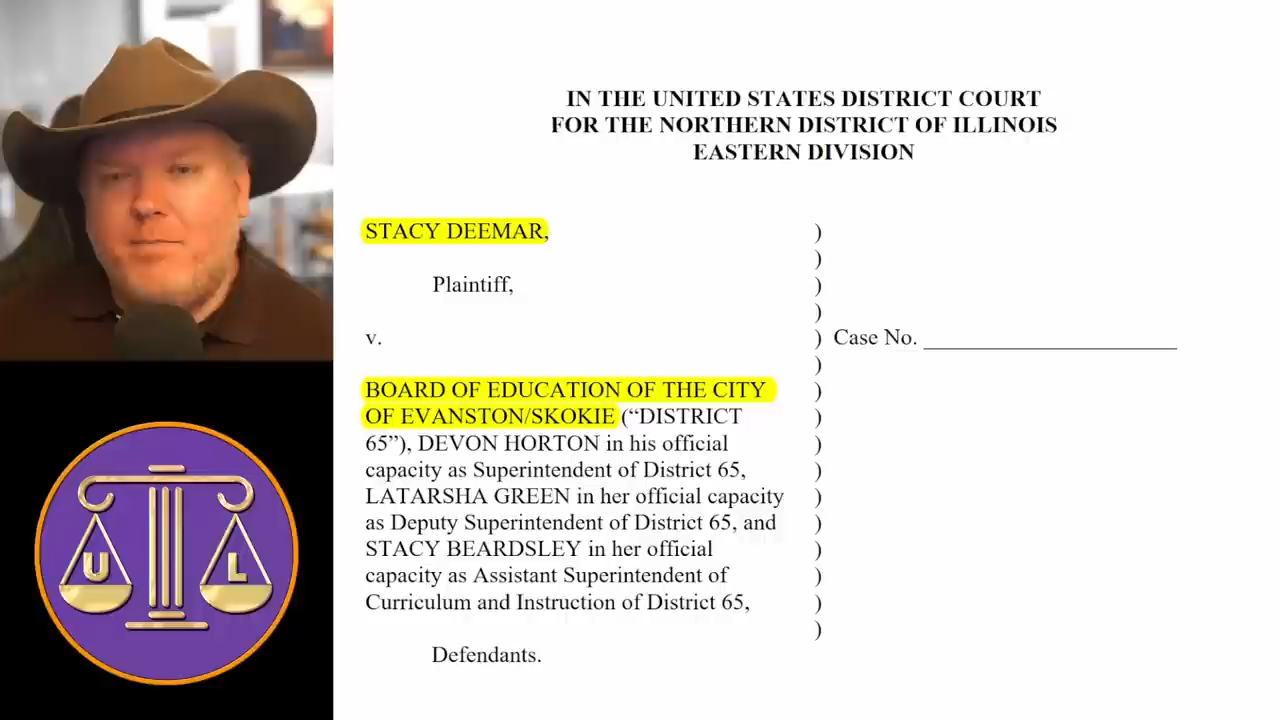 IN THE UNITED STATES DISTRICT COURT
FOR THE NORTHERN DISTRICT OF ILLINOIS
EASTERN DIVISION
STACY DEEMAR, )
)
Plaintiff, )
)
v. ) Case No. ____________________
)
BOARD OF EDUCATION OF THE CITY )
OF EVANSTON/SKOKIE (“DISTRICT )
65”), DEVON HORTON in his official )
capacity as Superintendent of District 65, )
LATARSHA GREEN in her official capacity )
as Deputy Superintendent of District 65, and )
STACY BEARDSLEY in her official )
capacity as Assistant Superintendent of )
Curriculum and Instruction of District 65, )
)
Defendants.
U L